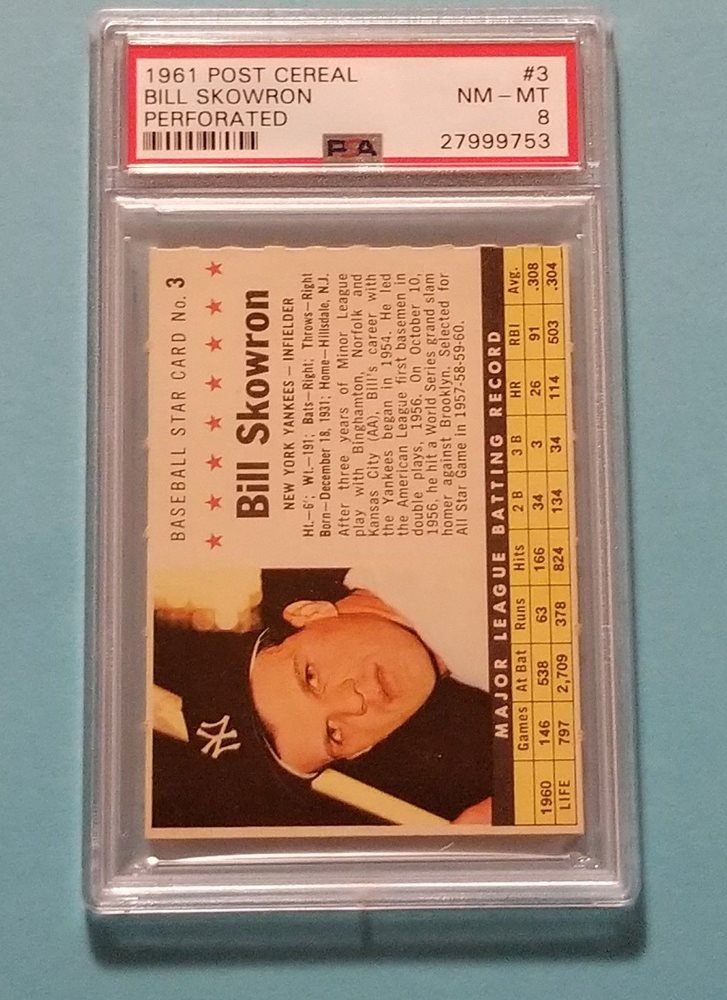 1961 POST CEREAL #3
BILL SKOWRON NM – MT
PERFORATED 8
27999753
BASEBALL STAR CARD No. 3
Bill Skowron
NEW YORK YANKEES – INFIELDER
Ht.–6'; Wt.–191; Bats–Right; Throws–Right
Born–December 18, 1931; Home–Hillsdale, N.J.
After three years of Minor League
play with Binghamton, Norfolk and
Kansas City (AA), Bill's career with
the Yankees began in 1954. He led
the American League first basemen in
double plays, 1956. On October 10,
1956, he hit a World Series grand slam
homer against Brooklyn. Selected for
All Star Game in 1957-58-59-60.
NY
MAJOR LEAGUE BATTING RECORD
Games At Bat Runs Hits 2 B 3 B HR RBI Avg.
1960 146 538 63 166 34 3 26 91 .308
LIFE 797 2,709 378 824 134 34 114 503 .304